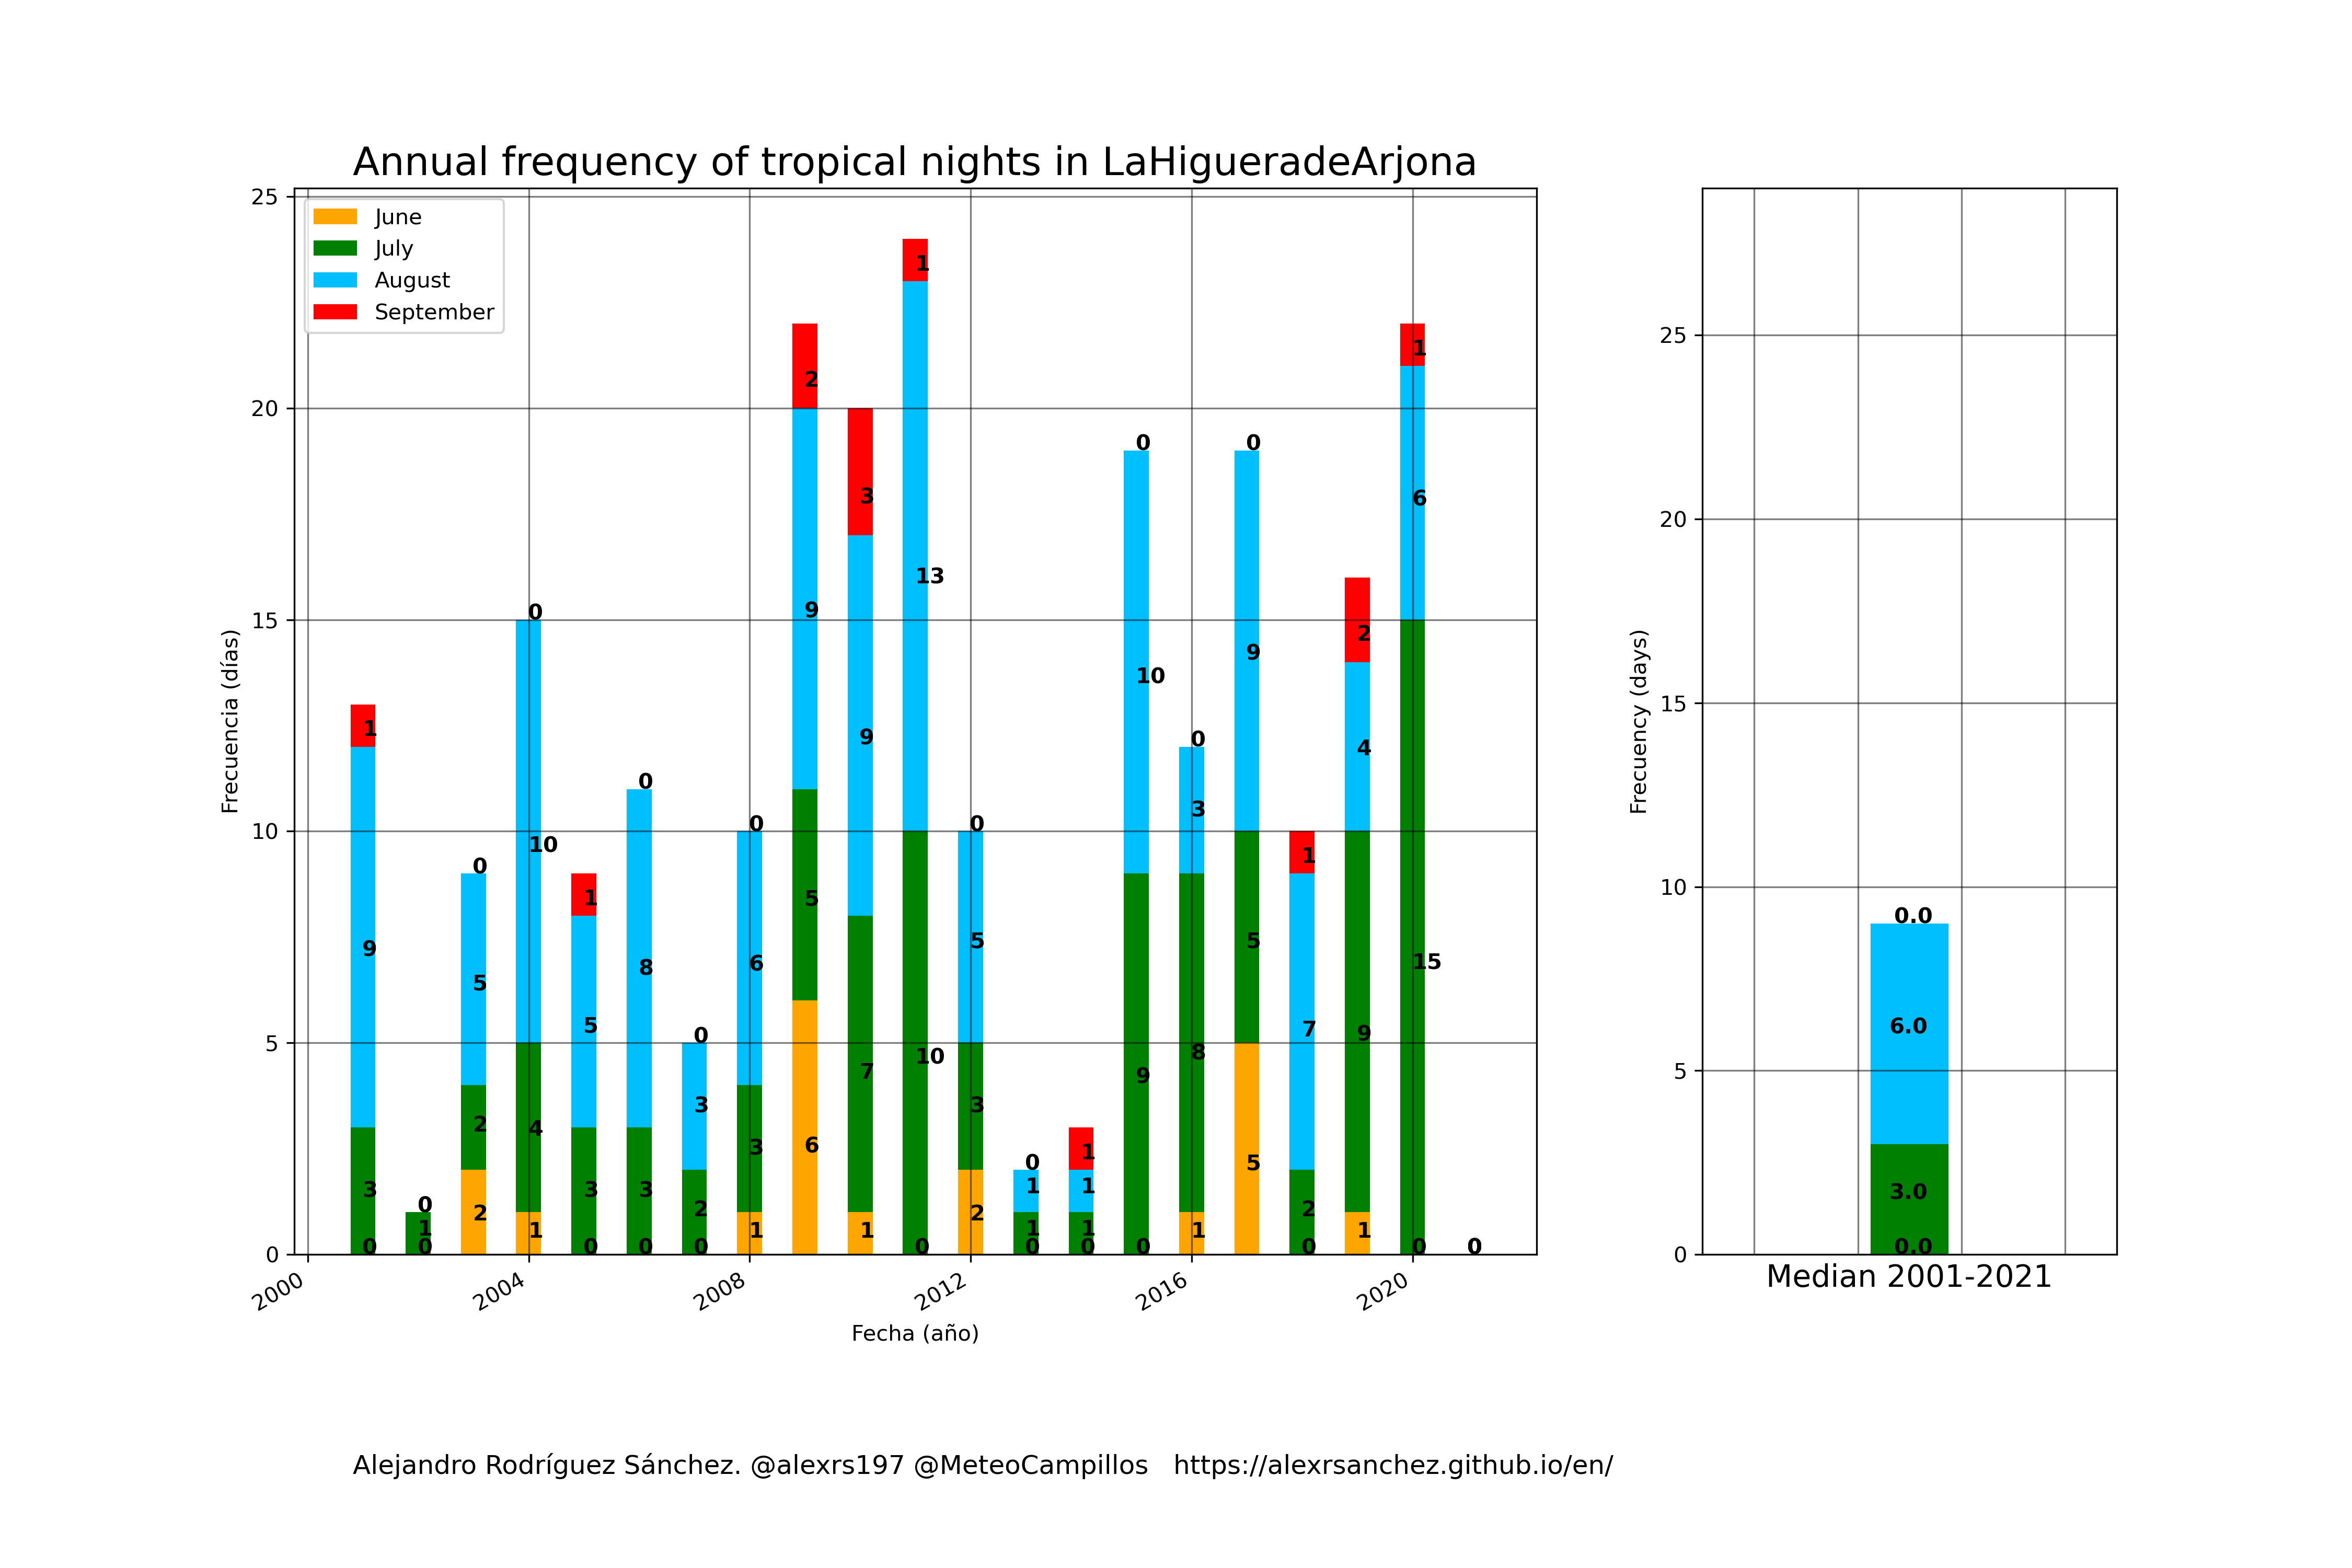 Annual frequency of tropical nights in LaHigueradeArjona
June
July
August
September
Frecuencia (días)
25
20
15
10
5
0
0 3 9 1
0 1 0
2 2 5 0
1 4 10 0
0 3 5 1
0 3 8 0
0 2 3 0
1 3 6 0
6 5 9 2
1 7 9 3
0 10 13 1
2 3 5 0
0 1 1 0
0 1 1 1
0 9 10 0
1 8 3 0
5 5 9 0
0 2 7 1
1 9 4 2
0 15 6 1
0
2000 2004 2008 2012 2016 2020
Fecha (año)
Frecuency (days)
25
20
15
10
5
0
0.0
6.0
3.0
0.0
Median 2001-2021
Alejandro Rodríguez Sánchez. @alexrs197 @MeteoCampillos https://alexrsanchez.github.io/en/